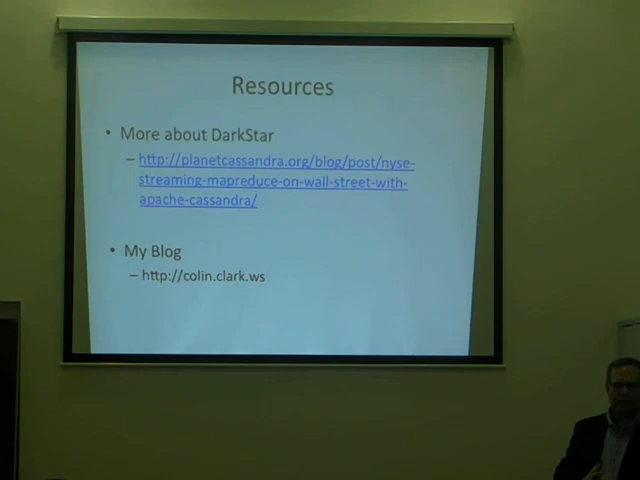 Resources
• More about DarkStar
– http://planetcassandra.org/blog/post/nyse-
streaming-mapreduce-on-wall-street-with-
apache-cassandra/
• My Blog
– http://colin.clark.ws